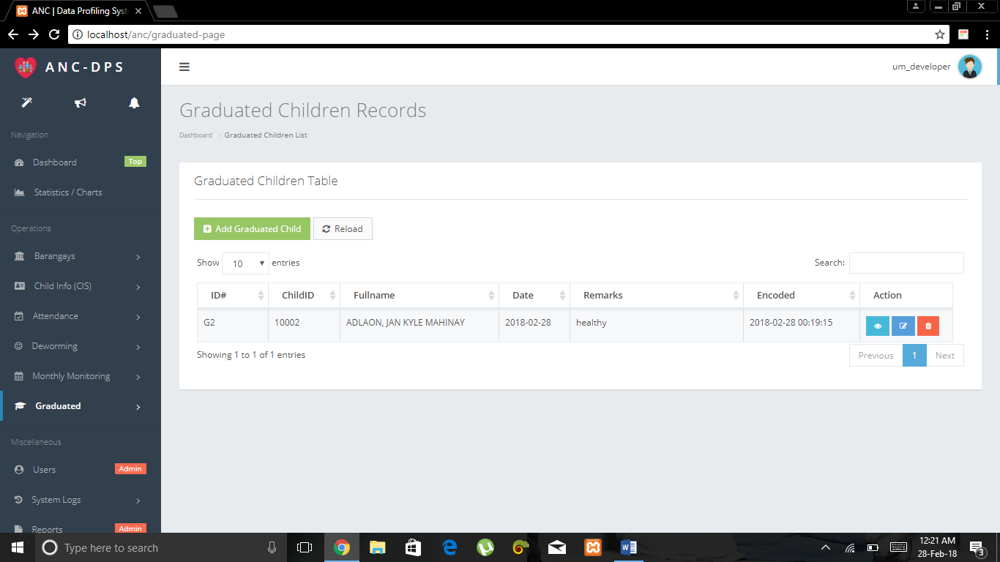 ANC | Data Profiling Syst
localhost/anc/graduated-page
ANC-DPS
um_developer
Navigation
Dashboard Top
Statistics / Charts
Operations
Barangays
Child Info (CIS)
Attendance
Deworming
Monthly Monitoring
Graduated
Miscellaneous
Users Admin
System Logs
Reports Admin
Graduated Children Records
Dashboard > Graduated Children List
Graduated Children Table
Add Graduated Child Reload
Show 10 entries Search:
ID# ChildID Fullname Date Remarks Encoded Action
G2 10002 ADLAON, JAN KYLE MAHINAY 2018-02-28 healthy 2018-02-28 00:19:15
Showing 1 to 1 of 1 entries Previous 1 Next
Type here to search
12:21 AM
28-Feb-18
3